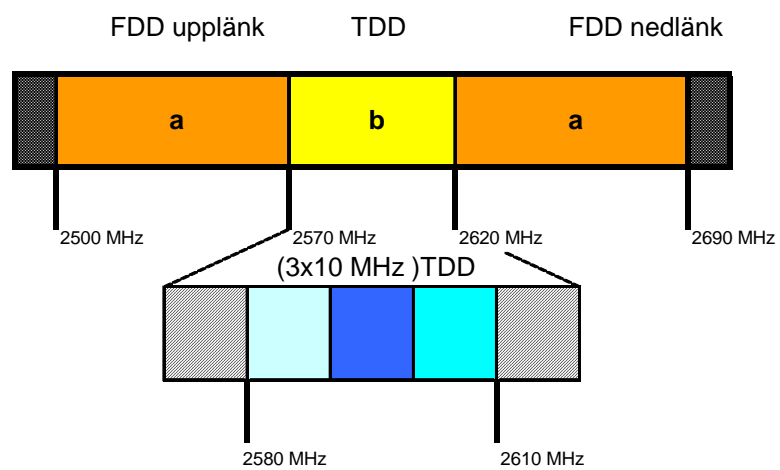 FDD upplänk TDD FDD nedlänk
a b a
2500 MHz 2570 MHz 2620 MHz 2690 MHz
(3x10 MHz )TDD
2580 MHz 2610 MHz